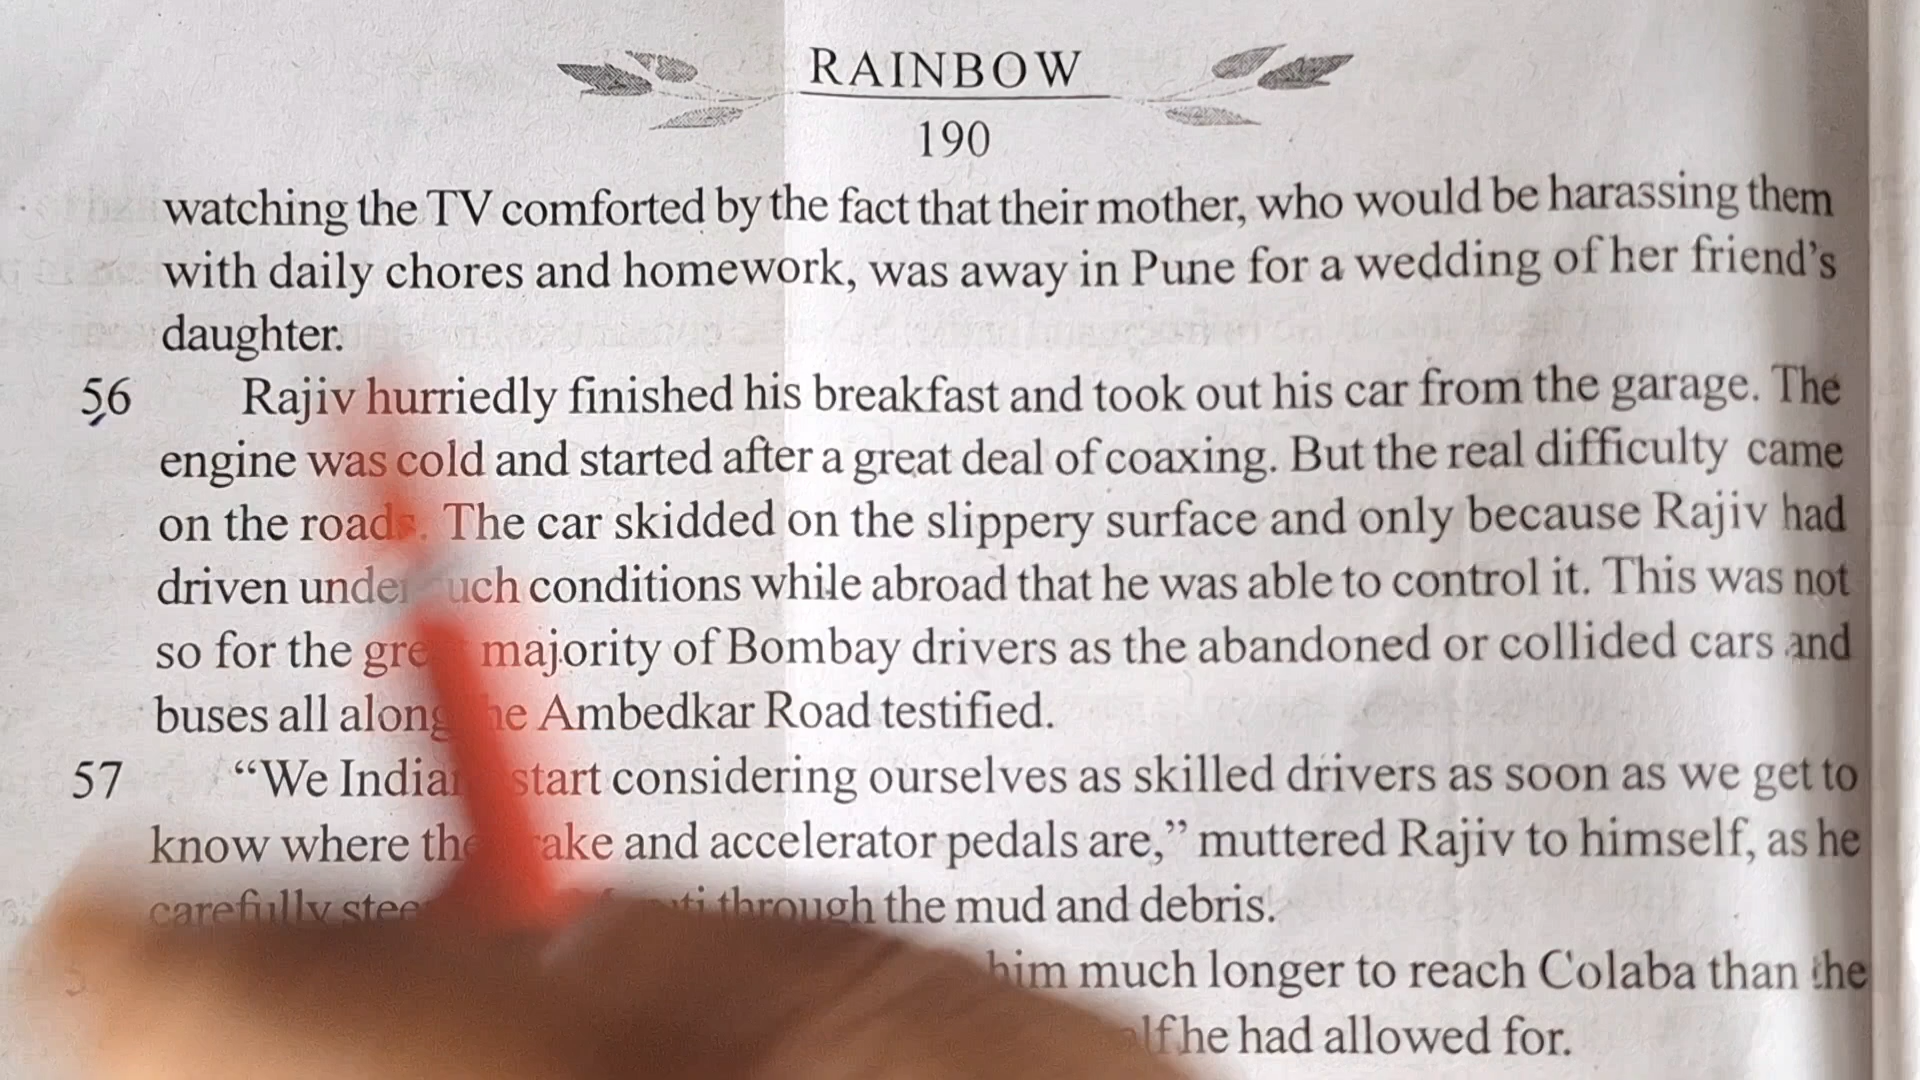 RAINBOW
190
watching the TV comforted by the fact that their mother, who would be harassing them
with daily chores and homework, was away in Pune for a wedding of her friend's
daughter.
56 Rajiv hurriedly finished his breakfast and took out his car from the garage. The
engine was cold and started after a great deal of coaxing. But the real difficulty came
on the roads. The car skidded on the slippery surface and only because Rajiv had
driven under such conditions while abroad that he was able to control it. This was not
so for the majority of Bombay drivers as the abandoned or collided cars and
buses all along Ambedkar Road testified.
57 “We start considering ourselves as skilled drivers as soon as we get to
know where and accelerator pedals are,” muttered Rajiv to himself, as he
carefully through the mud and debris.
him much longer to reach Colaba than the
he had allowed for.